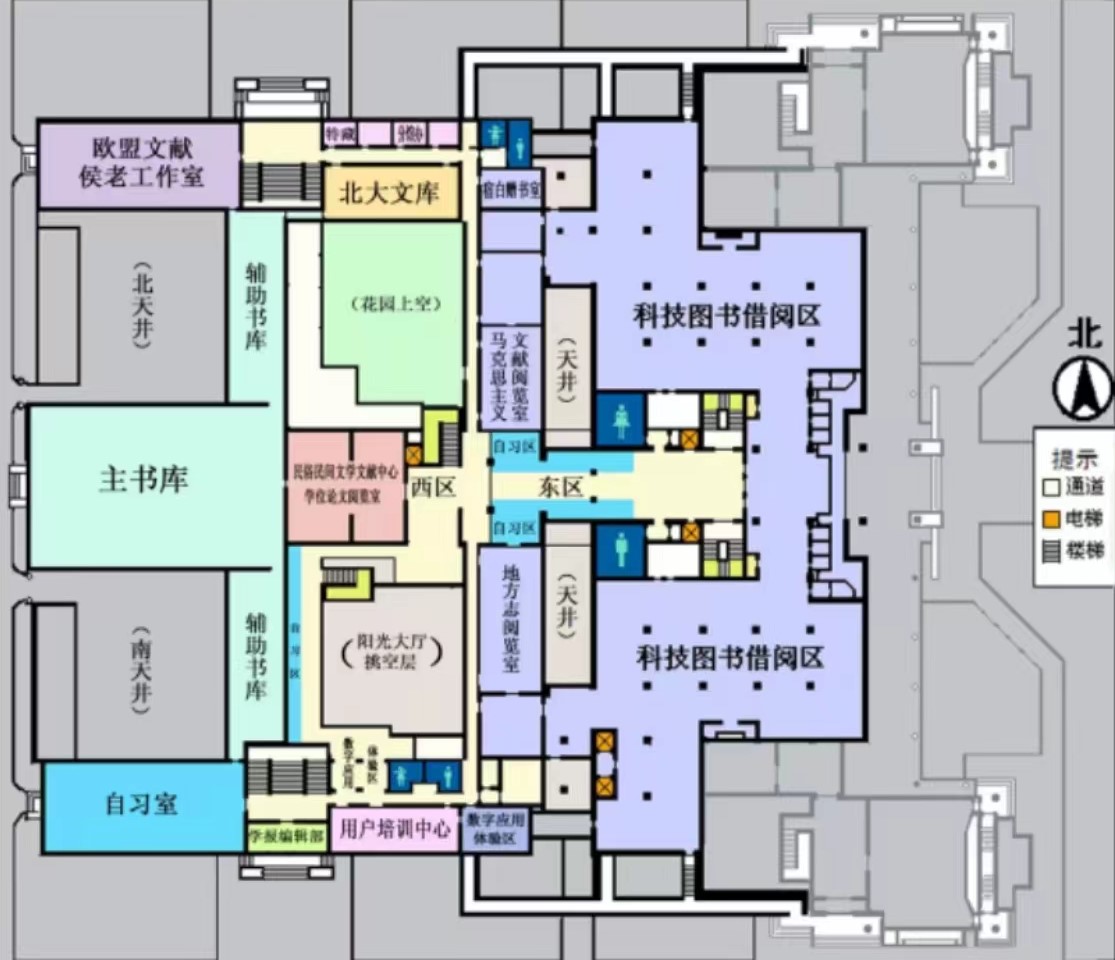 欧盟文献
侯老工作室
特藏
北大文库
宿白赠书室
(北天井)
辅助书库
(花园上空)
马克思主义
文献阅览室
(天井)
科技图书借阅区
北
提示
通道
电梯
楼梯
主书库
民俗民间文学文献中心
学位论文阅览室
西区
自习区
东区
自习区
(南天井)
辅助书库
自习区
(阳光大厅
挑空层)
地方志阅览室
(天井)
科技图书借阅区
数字应用
体验区
自习室
学报编辑部
用户培训中心
数字应用
体验区